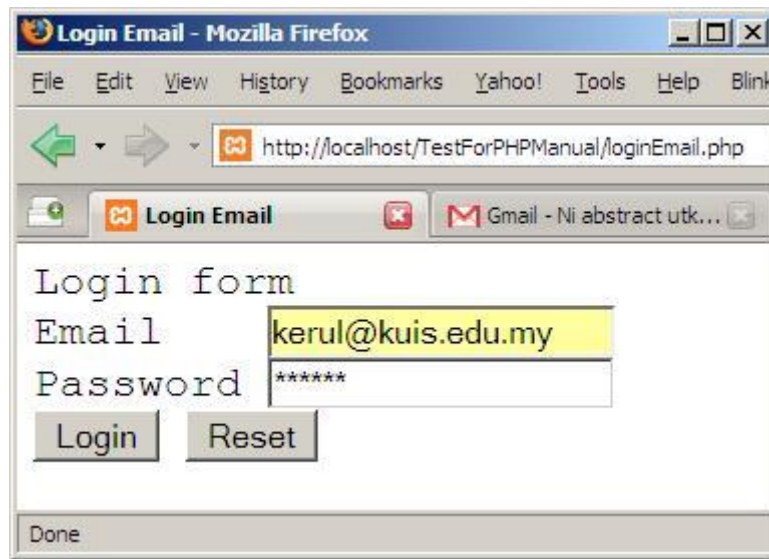 Login Email - Mozilla Firefox
File Edit View History Bookmarks Yahoo! Tools Help Blink
http://localhost/TestForPHPManual/loginEmail.php
Login Email Gmail - Ni abstract utk...
Login form
Email kerul@kuis.edu.my
Password ******
Login Reset
Done